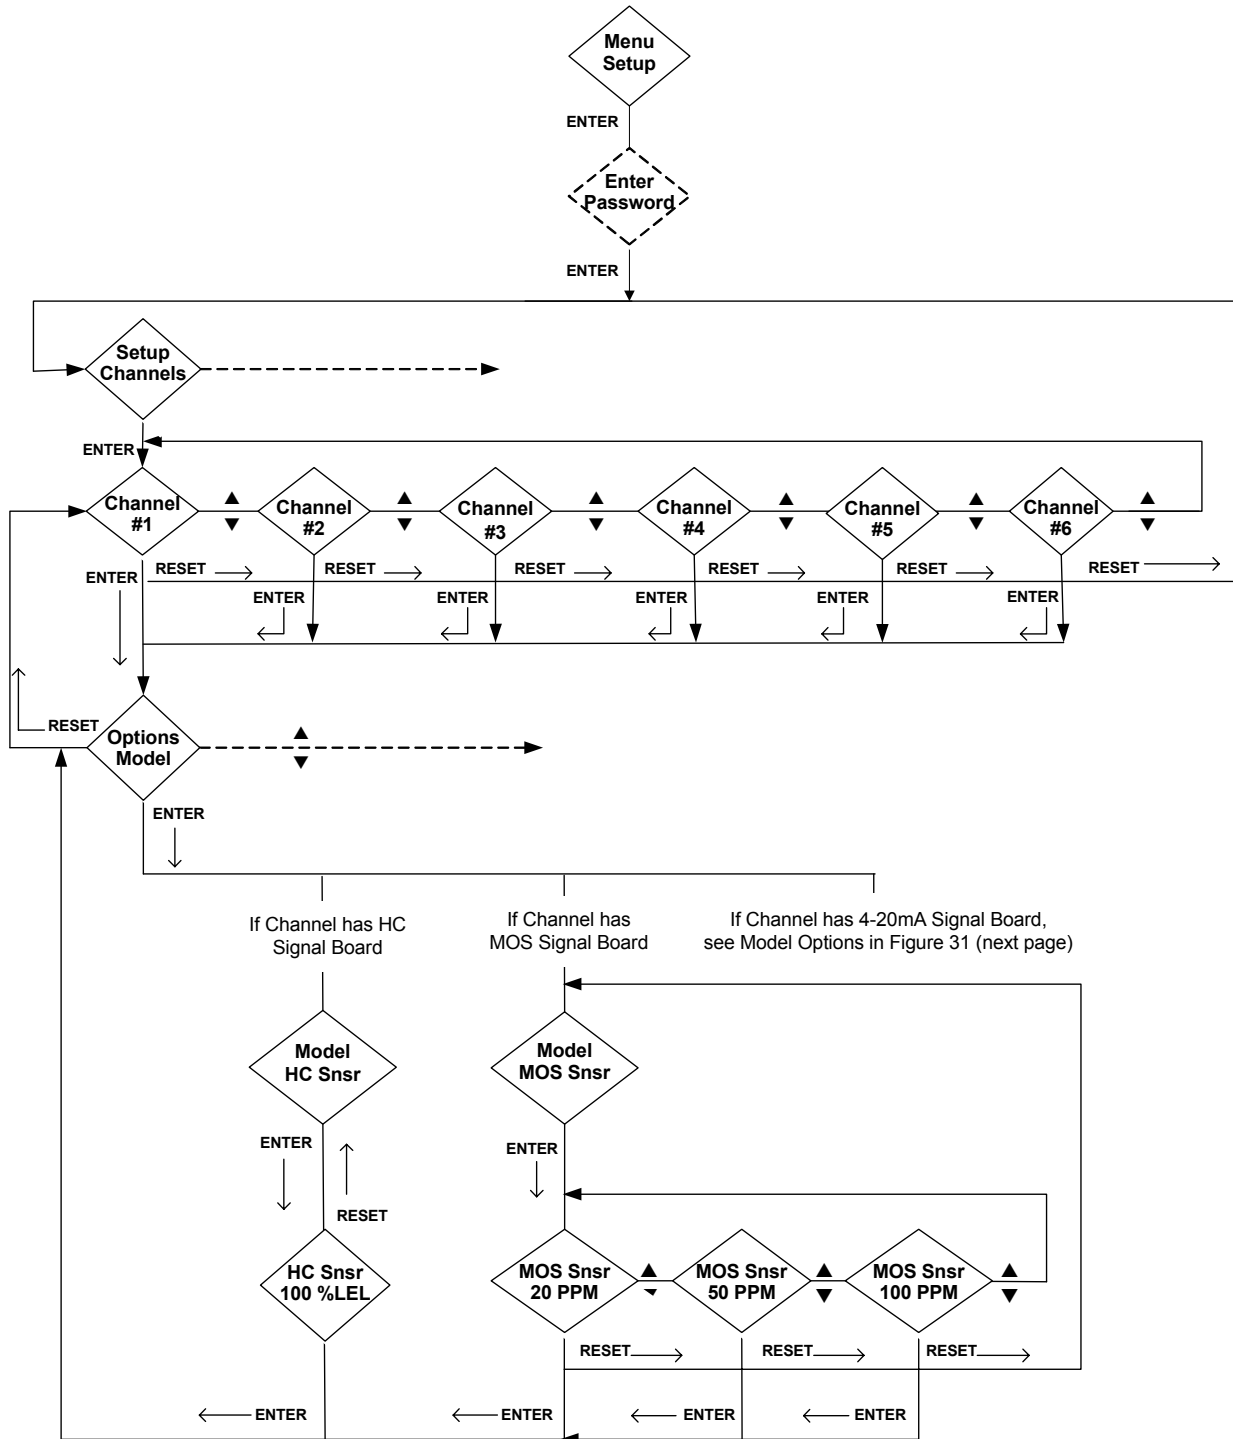 Menu
Setup
ENTER
Enter
Password
ENTER
Setup
Channels
ENTER
Channel
#1
Channel
#2
Channel
#3
Channel
#4
Channel
#5
Channel
#6
ENTER
RESET
RESET
RESET
RESET
RESET
RESET
ENTER
ENTER
ENTER
ENTER
ENTER
RESET
Options
Model
ENTER
If Channel has HC
Signal Board
If Channel has
MOS Signal Board
If Channel has 4-20mA Signal Board,
see Model Options in Figure 31 (next page)
Model
HC Snsr
Model
MOS Snsr
ENTER
RESET
ENTER
HC Snsr
100 %LEL
MOS Snsr
20 PPM
MOS Snsr
50 PPM
MOS Snsr
100 PPM
RESET
RESET
RESET
ENTER
ENTER
ENTER
ENTER